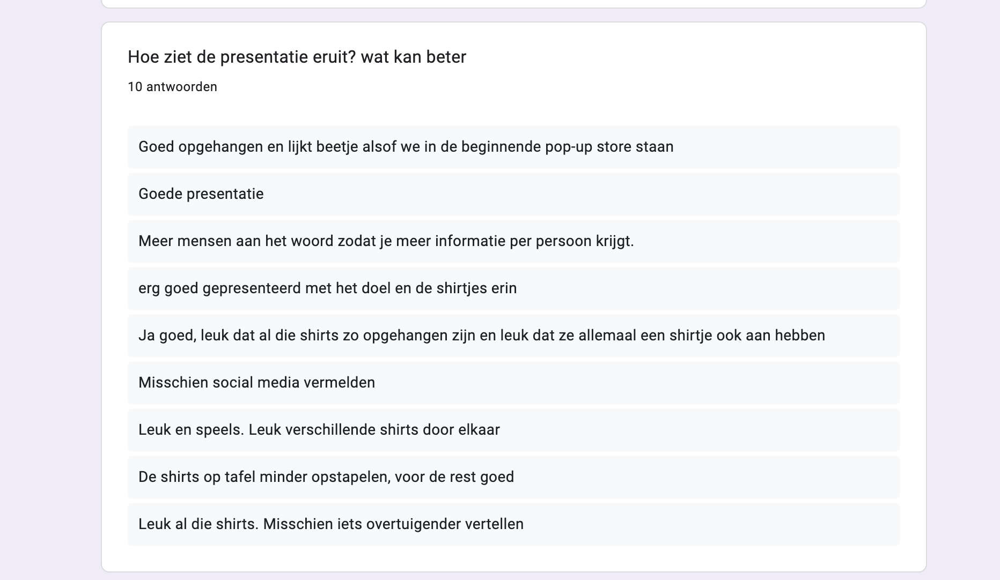 Hoe ziet de presentatie eruit? wat kan beter
10 antwoorden
Goed opgehangen en lijkt beetje alsof we in de beginnende pop-up store staan
Goede presentatie
Meer mensen aan het woord zodat je meer informatie per persoon krijgt.
erg goed gepresenteerd met het doel en de shirtjes erin
Ja goed, leuk dat al die shirts zo opgehangen zijn en leuk dat ze allemaal een shirtje ook aan hebben
Misschien social media vermelden
Leuk en speels. Leuk verschillende shirts door elkaar
De shirts op tafel minder opstapelen, voor de rest goed
Leuk al die shirts. Misschien iets overtuigender vertellen